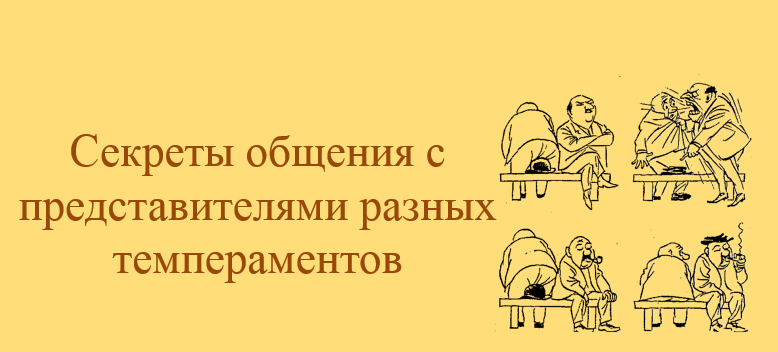 Секреты общения с
представителями разных
темпераментов